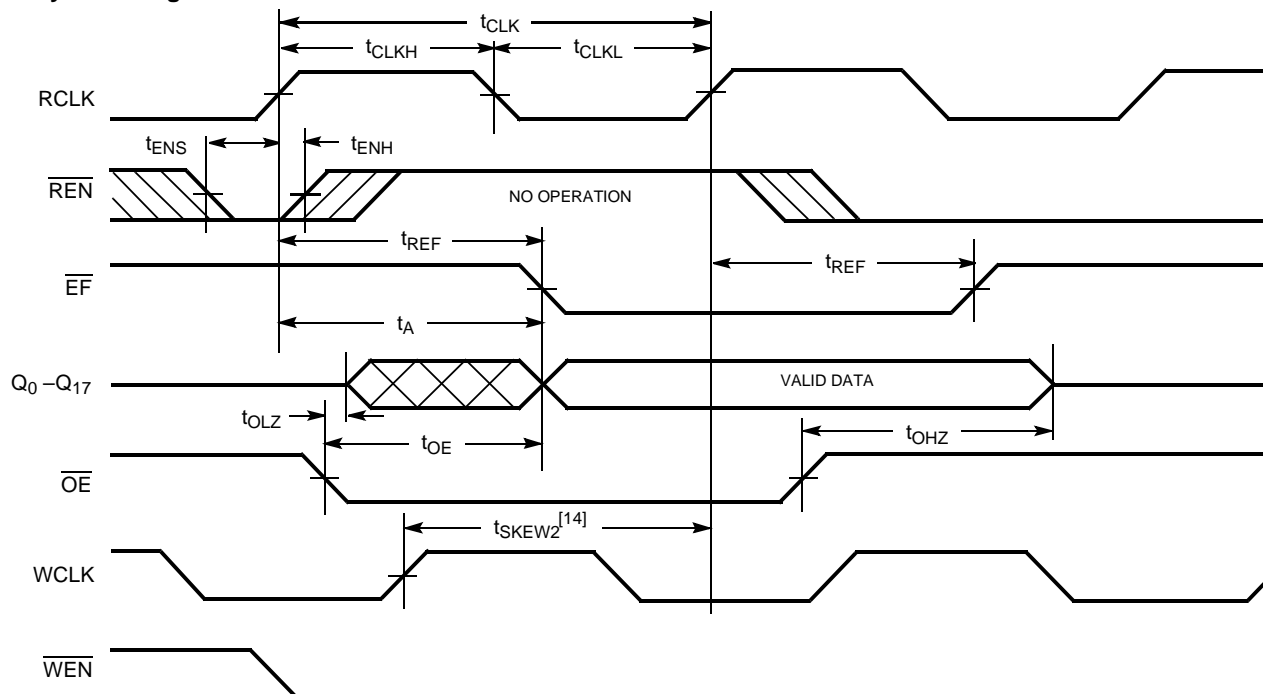 tCLK
tCLKH
tCLKL
RCLK
tENS
tENH
REN
NO OPERATION
tREF
tREF
EF
tA
Q0 –Q17
VALID DATA
tOLZ
tOE
tOHZ
OE
tSKEW2[14]
WCLK
WEN